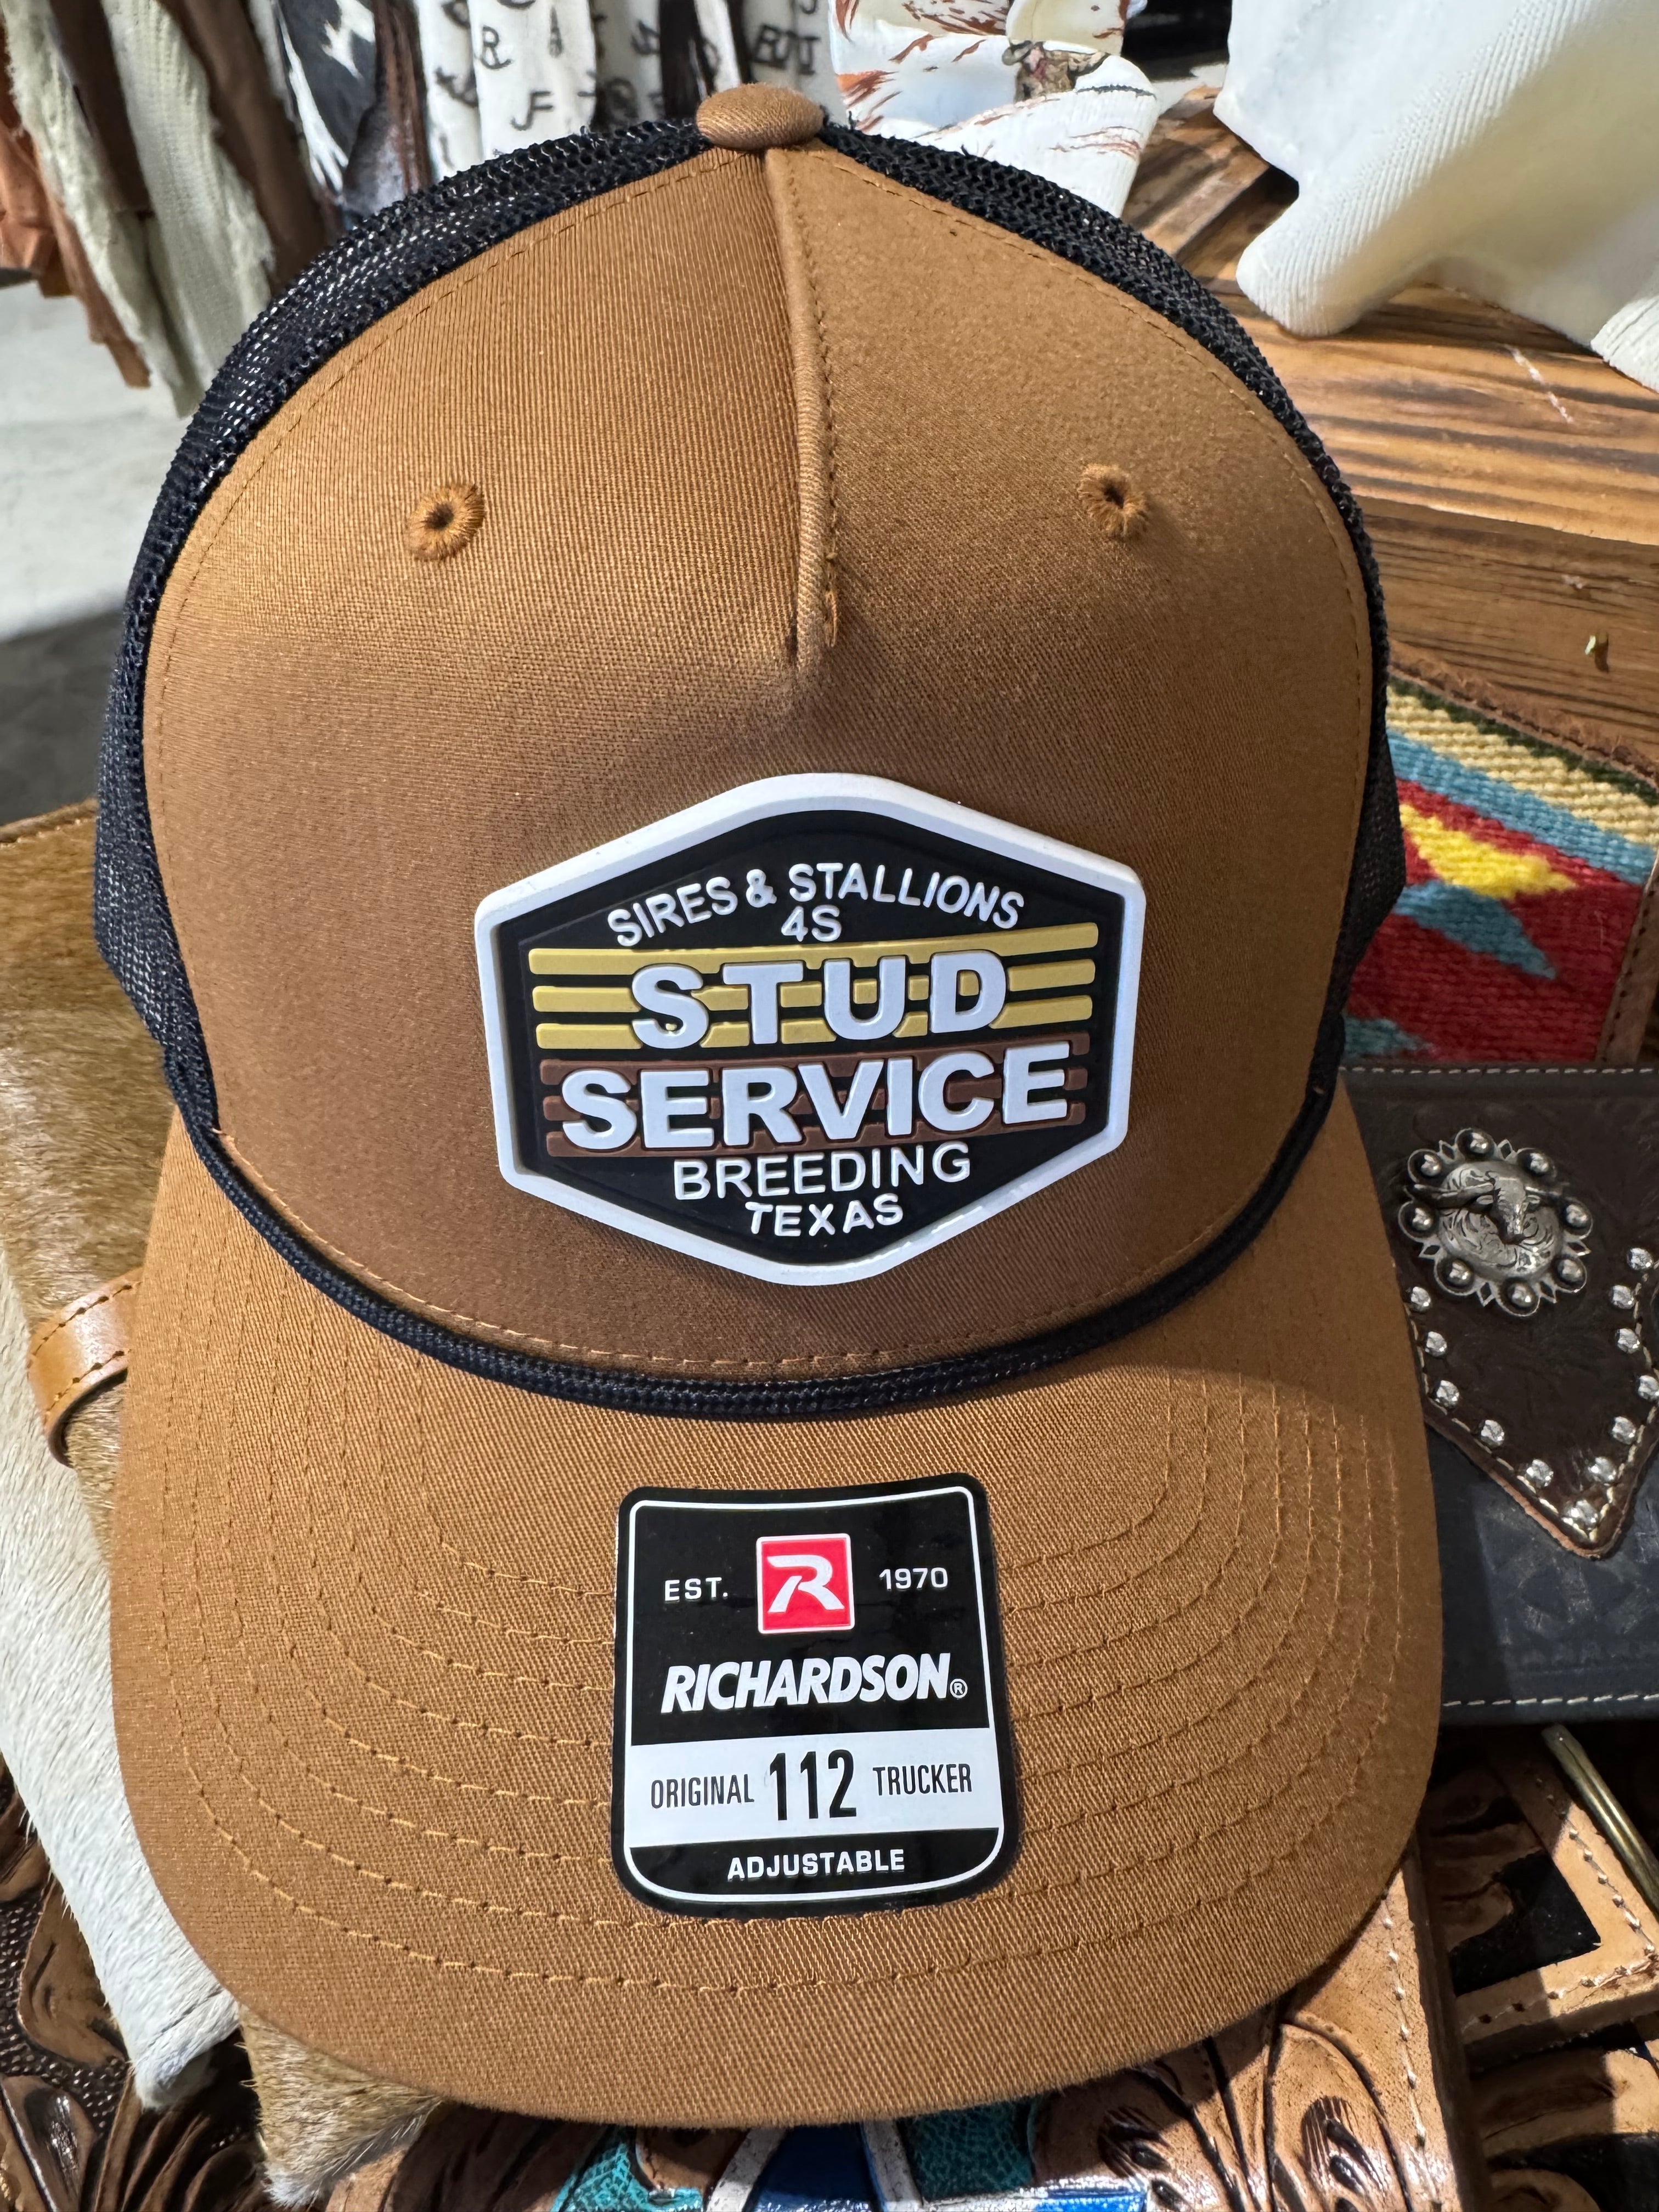 SIRES & STALLIONS
4S
STUD
SERVICE
BREEDING
TEXAS
EST. R 1970
RICHARDSON®
ORIGINAL 112 TRUCKER
ADJUSTABLE